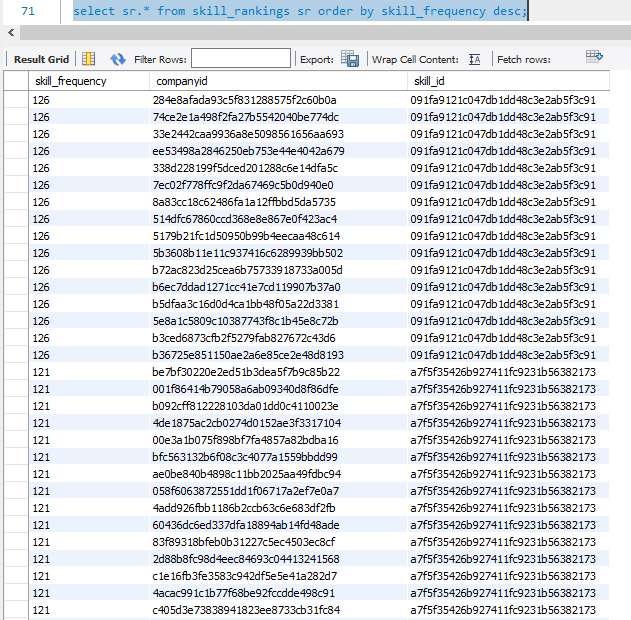 71 select sr.* from skill_rankings sr order by skill_frequency desc;
Result Grid Filter Rows: Export: Wrap Cell Content: IA Fetch rows:
skill_frequency companyid skill_id
126 284e8afada93c5f831288575f2c60b0a 091fa9121c047db1dd48c3e2ab5f3c91
126 74ce2e1a498f2fa27b5542040be774dc 091fa9121c047db1dd48c3e2ab5f3c91
126 33e2442caa9936a8e5098561656aa693 091fa9121c047db1dd48c3e2ab5f3c91
126 ee53498a2846250eb753e44e4042a679 091fa9121c047db1dd48c3e2ab5f3c91
126 338d228199f5dced201288c6e14dfa5c 091fa9121c047db1dd48c3e2ab5f3c91
126 7ec02f778ffc9f2da67469c5b0d940e0 091fa9121c047db1dd48c3e2ab5f3c91
126 8a83cc18c62486fa1a12ffbbd5da5735 091fa9121c047db1dd48c3e2ab5f3c91
126 514dfc67860ccd368e8e867e0f423ac4 091fa9121c047db1dd48c3e2ab5f3c91
126 5179b21fc1d50950b99b4eecaa48c614 091fa9121c047db1dd48c3e2ab5f3c91
126 5b3608b11e11c937416c6289939bb502 091fa9121c047db1dd48c3e2ab5f3c91
126 b72ac823d25cea6b75733918733a005d 091fa9121c047db1dd48c3e2ab5f3c91
126 b6ec7ddad1271cc41e7cd119907b37a0 091fa9121c047db1dd48c3e2ab5f3c91
126 b5dfaa3c16d0d4ca1bb48f05a22d3381 091fa9121c047db1dd48c3e2ab5f3c91
126 5e8a1c5809c10387743f8c1b45e8c72b 091fa9121c047db1dd48c3e2ab5f3c91
126 b3ced6873cfb2f5279fab827672c43d6 091fa9121c047db1dd48c3e2ab5f3c91
126 b36725e851150ae2a6e85ce2e48d8193 091fa9121c047db1dd48c3e2ab5f3c91
121 be7bf30220e2ed51b3dea5f7b9c85b22 a7f5f35426b927411fc9231b56382173
121 001f86414b79058a6ab09340d8f86dfe a7f5f35426b927411fc9231b56382173
121 b092cff812228103da01dd0c4110023e a7f5f35426b927411fc9231b56382173
121 4de1875ac2cb0274d0152ae3f3317104 a7f5f35426b927411fc9231b56382173
121 00e3a1b075f898bf7fa4857a82bdba16 a7f5f35426b927411fc9231b56382173
121 bfc563132b6f08c3c4077a1559bbdd99 a7f5f35426b927411fc9231b56382173
121 ae0be840b4898c11bb2025aa49fdbc94 a7f5f35426b927411fc9231b56382173
121 058f6063872551dd1f06717a2ef7e0a7 a7f5f35426b927411fc9231b56382173
121 4add926fbb1186b2ccb63c6e683df2fb a7f5f35426b927411fc9231b56382173
121 60436dc6ed337dfa18894ab14fd48ade a7f5f35426b927411fc9231b56382173
121 83f89318bfeb0b31227c5ec4503ec8cf a7f5f35426b927411fc9231b56382173
121 2d88b8fc98d4eec84693c04413241568 a7f5f35426b927411fc9231b56382173
121 c1e16fb3fe3583c942df5e5e41a282d7 a7f5f35426b927411fc9231b56382173
121 4acac991c1b77f68be92fccdde498c91 a7f5f35426b927411fc9231b56382173
121 c405d3e73838941823ee8733cb31fc84 a7f5f35426b927411fc9231b56382173